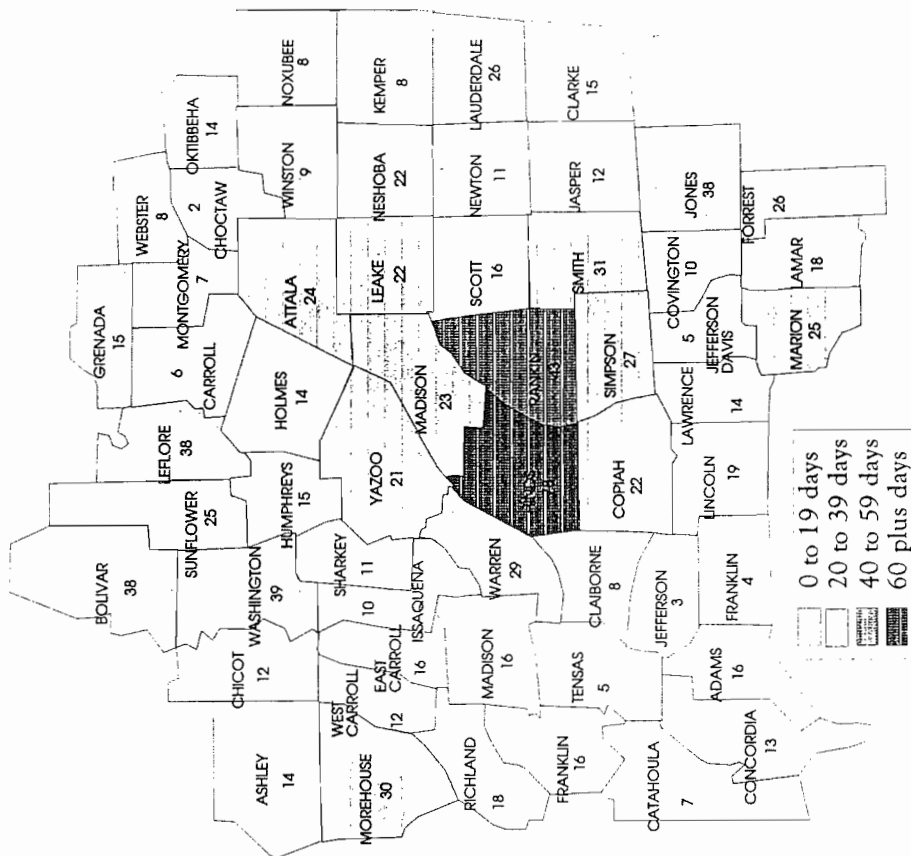 BOLIVAR
38
GRENADA
15
WEBSTER
8
OKTIBBEHA
14
LEFLORE
38
CARROLL
6
MONTGOMERY
7
CHOCTAW
2
SUNFLOWER
25
CHICOT
12
WASHINGTON
39
HUMPHREYS
15
HOLMES
14
ATTALA
24
WINSTON
9
NOXUBEE
8
ASHLEY
14
MOREHOUSE
30
WEST
CARROLL
12
EAST
CARROLL
16
ISSAQUENA
10
SHARKEY
11
YAZOO
21
MADISON
23
LEAKE
22
NESHOBA
22
KEMPER
8
RICHLAND
18
MADISON
16
WARREN
29
HINDS
RANKIN
43
SCOTT
16
NEWTON
11
LAUDERDALE
26
FRANKLIN
16
TENSAS
5
CLAIBORNE
8
COPIAH
22
SIMPSON
27
SMITH
31
JASPER
12
CLARKE
15
CATAHOULA
7
CONCORDIA
13
ADAMS
16
JEFFERSON
3
FRANKLIN
4
LINCOLN
19
LAWRENCE
14
JEFFERSON
DAVIS
5
COVINGTON
10
JONES
38
MARION
25
LAMAR
18
FORREST
26
0 to 19 days
20 to 39 days
40 to 59 days
60 plus days